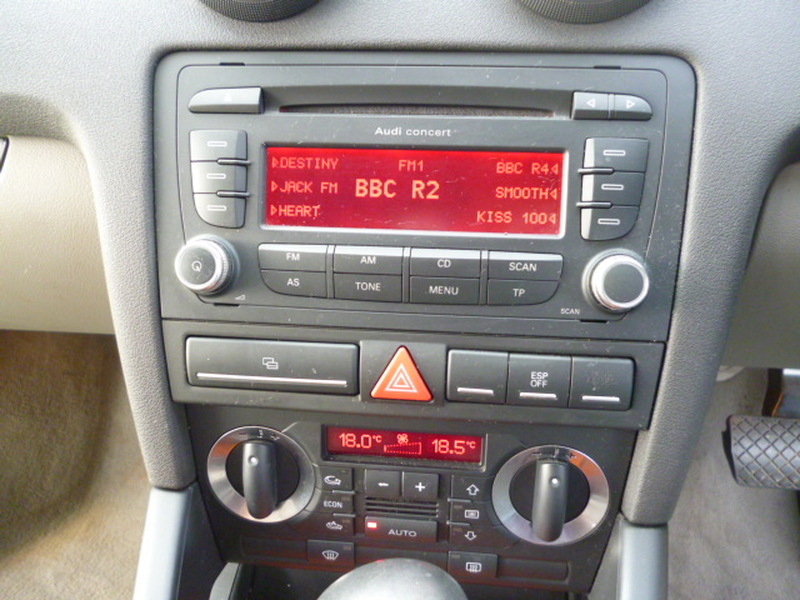 Audi concert
DESTINY FM1 BBC R4
JACK FM BBC R2 SMOOTH
HEART KISS 100
FM AM CD SCAN
AS TONE MENU TP
SCAN
ESP
OFF
18.0°C 18.5°C
ECON
AUTO